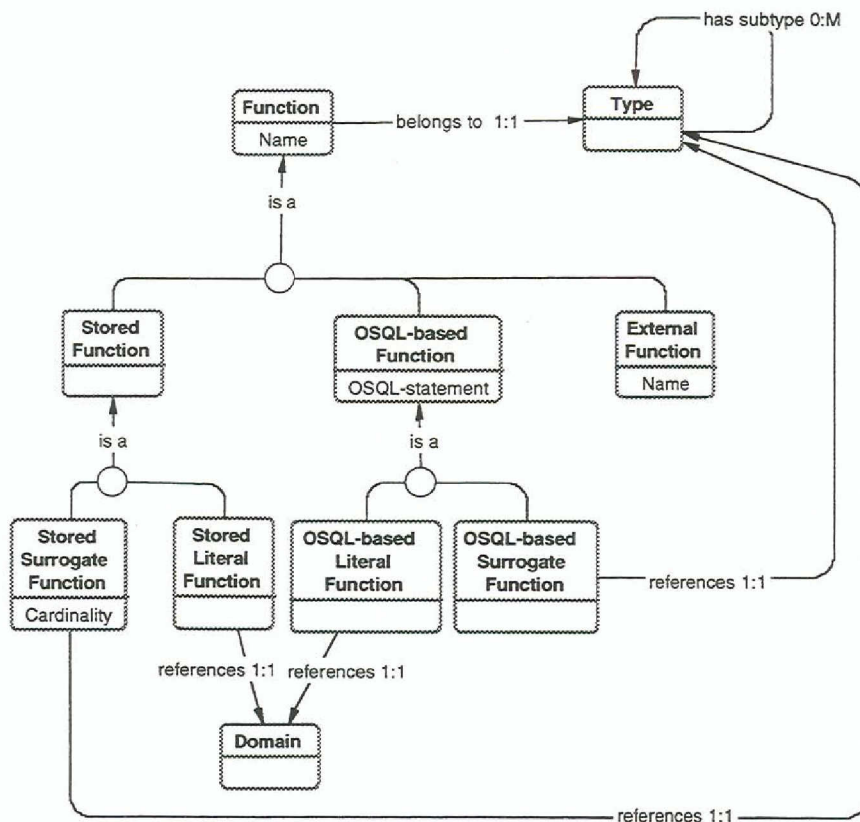 has subtype 0:M
Function
Name
belongs to 1:1
Type
is a
Stored
Function
OSQL-based
Function
OSQL-statement
External
Function
Name
is a
is a
Stored
Surrogate
Function
Cardinality
Stored
Literal
Function
OSQL-based
Literal
Function
OSQL-based
Surrogate
Function
references 1:1
references 1:1
references 1:1
Domain
references 1:1